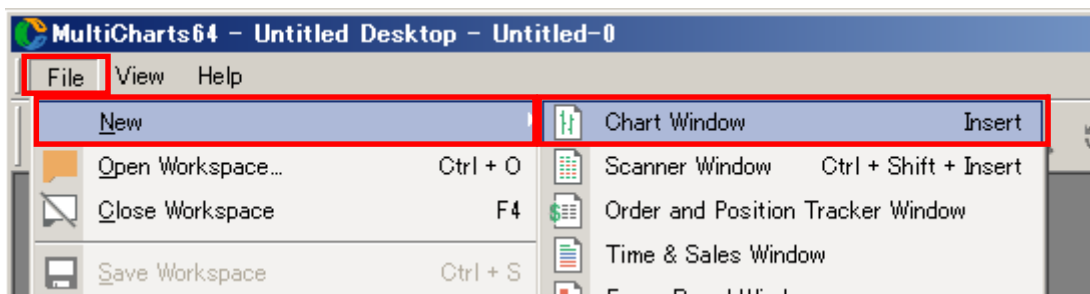 MultiCharts64 - Untitled Desktop - Untitled-0
File View Help
New
Chart Window Insert
Open Workspace... Ctrl + O
Scanner Window Ctrl + Shift + Insert
Close Workspace F4
Order and Position Tracker Window
Time & Sales Window
Save Workspace Ctrl + S